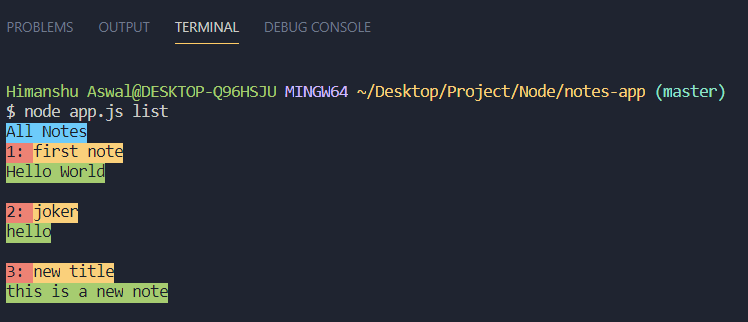 PROBLEMS OUTPUT TERMINAL DEBUG CONSOLE
Himanshu Aswal@DESKTOP-Q96HSJU MINGW64 ~/Desktop/Project/Node/notes-app (master)
$ node app.js list
All Notes
1: first note
Hello World
2: joker
hello
3: new title
this is a new note